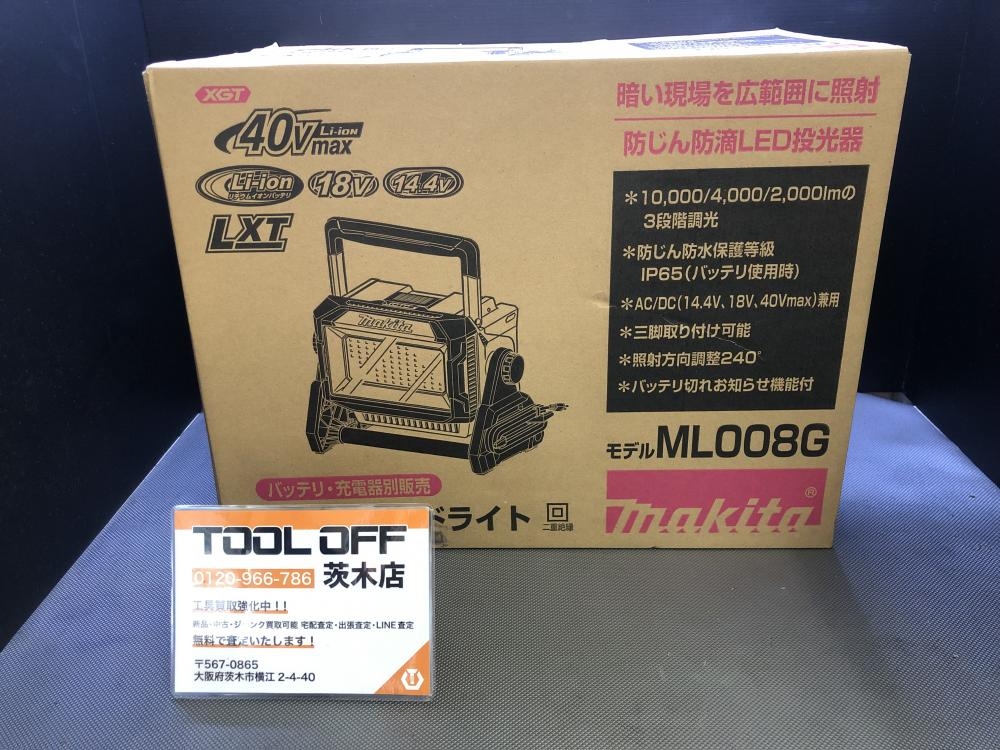 XGT
40Vmax Li-ion
Li-ion
リチウムイオンバッテリ
18V
14.4V
LXT
makita
暗い現場を広範囲に照射
防じん防滴LED投光器
*10,000/4,000/2,000lmの
3段階調光
*防じん防水保護等級
IP65(バッテリ使用時)
*AC/DC(14.4V、18V、40Vmax)兼用
*三脚取り付け可能
*照射方向調整240°
*バッテリ切れお知らせ機能付
モデルML008G
makita®
バッテリ・充電器別販売
ドライト
二重絶縁
TOOL OFF
0120-966-786 茨木店
工具買取強化中!!
新品・中古・ジャンク買取可能 宅配査定・出張査定・LINE査定
無料で査定いたします!
〒567-0865
大阪府茨木市横江 2-4-40